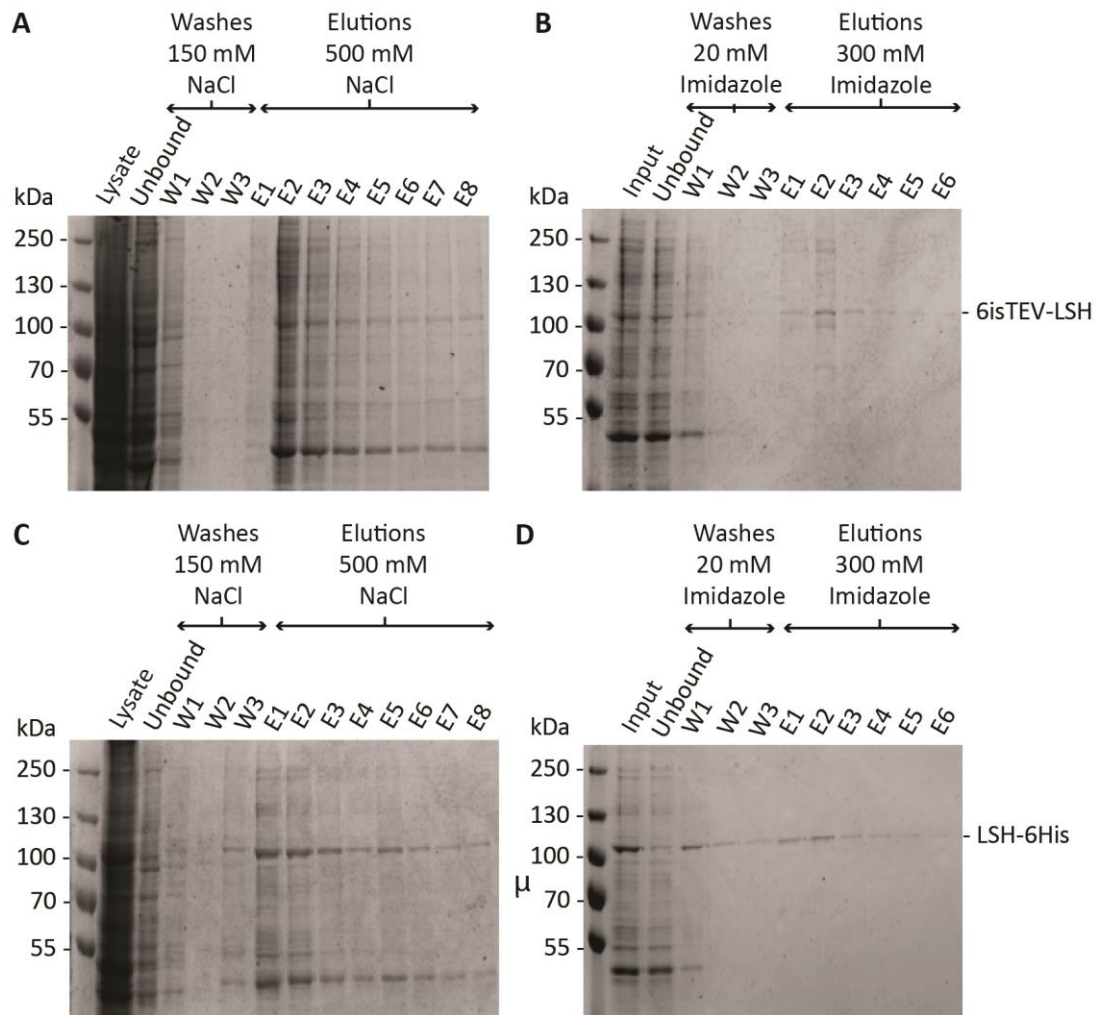 A
Washes
150 mM
NaCl
Elutions
500 mM
NaCl
Lysate
Unbound
W1
W2
W3
E1
E2
E3
E4
E5
E6
E7
E8
kDa
250
130
100
70
55
B
Washes
20 mM
Imidazole
Elutions
300 mM
Imidazole
Input
Unbound
W1
W2
W3
E1
E2
E3
E4
E5
E6
kDa
250
130
100
70
55
6isTEV-LSH
C
Washes
150 mM
NaCl
Elutions
500 mM
NaCl
Lysate
Unbound
W1
W2
W3
E1
E2
E3
E4
E5
E6
E7
E8
kDa
250
130
100
70
55
D
Washes
20 mM
Imidazole
Elutions
300 mM
Imidazole
Input
Unbound
W1
W2
W3
E1
E2
E3
E4
E5
E6
kDa
250
130
100
μ
70
55
LSH-6His